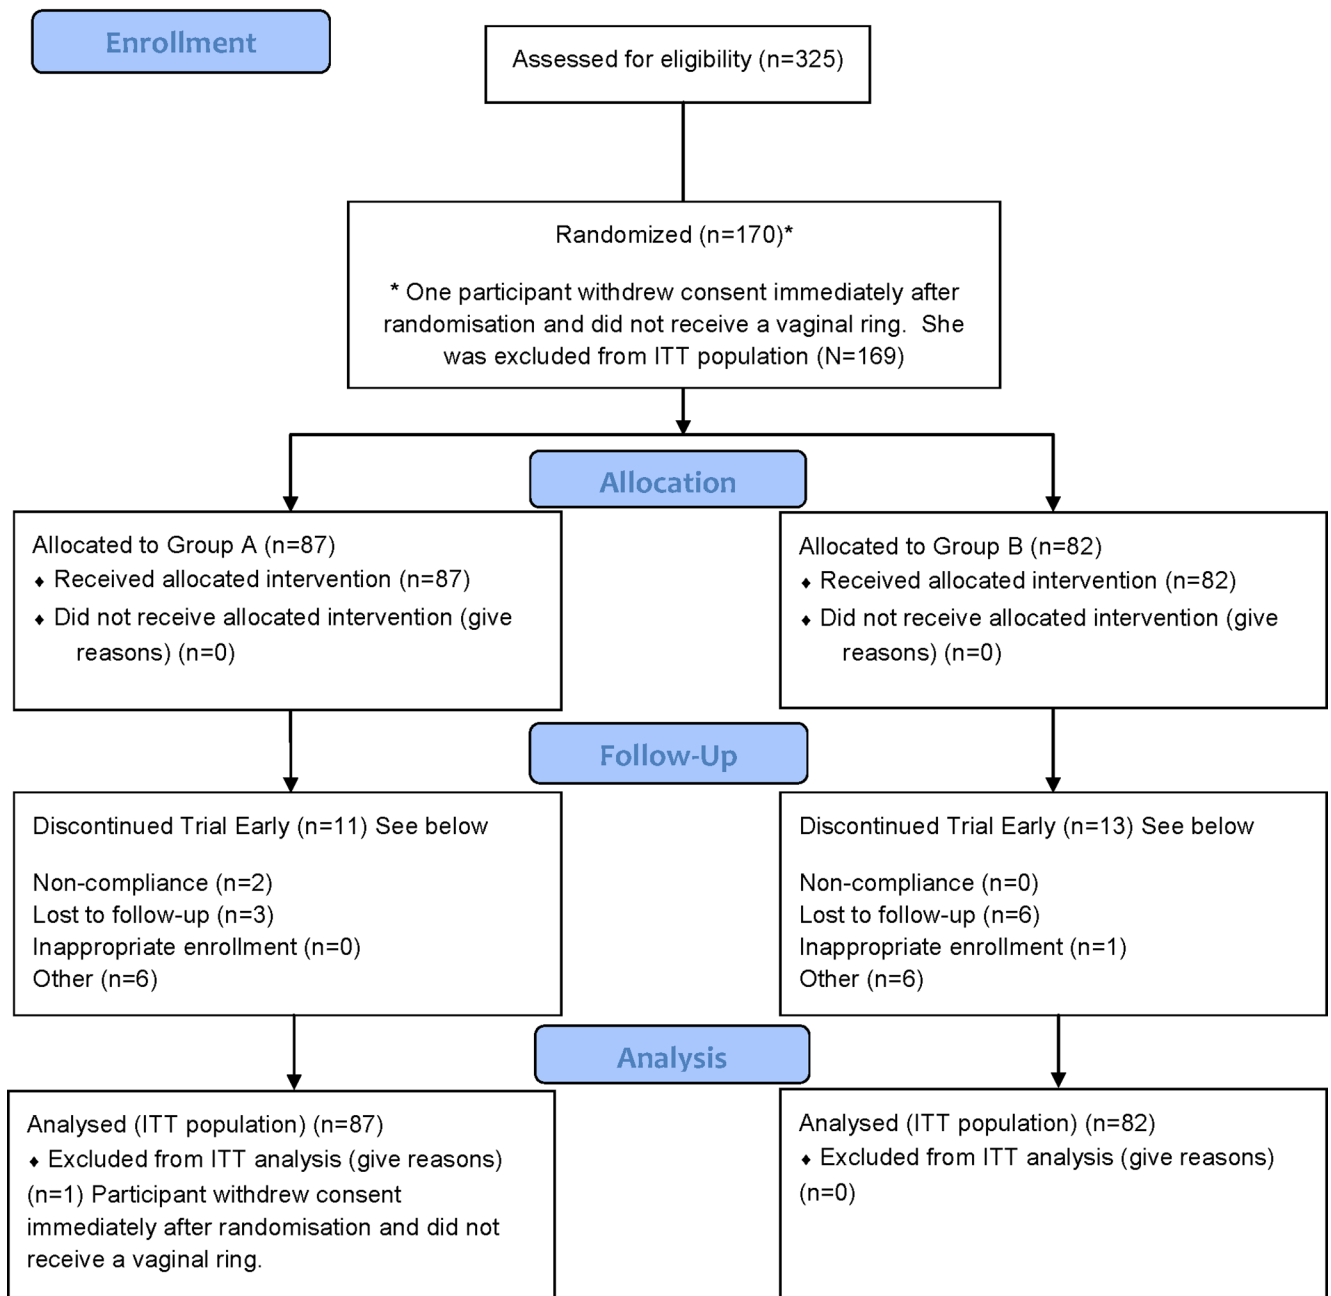 Enrollment
Assessed for eligibility (n=325)
Randomized (n=170)*
* One participant withdrew consent immediately after
randomisation and did not receive a vaginal ring. She
was excluded from ITT population (N=169)
Allocation
Allocated to Group A (n=87)
♦ Received allocated intervention (n=87)
♦ Did not receive allocated intervention (give
reasons) (n=0)
Allocated to Group B (n=82)
♦ Received allocated intervention (n=82)
♦ Did not receive allocated intervention (give
reasons) (n=0)
Follow-Up
Discontinued Trial Early (n=11) See below
Non-compliance (n=2)
Lost to follow-up (n=3)
Inappropriate enrollment (n=0)
Other (n=6)
Discontinued Trial Early (n=13) See below
Non-compliance (n=0)
Lost to follow-up (n=6)
Inappropriate enrollment (n=1)
Other (n=6)
Analysis
Analysed (ITT population) (n=87)
♦ Excluded from ITT analysis (give reasons)
(n=1) Participant withdrew consent
immediately after randomisation and did not
receive a vaginal ring.
Analysed (ITT population) (n=82)
♦ Excluded from ITT analysis (give reasons)
(n=0)